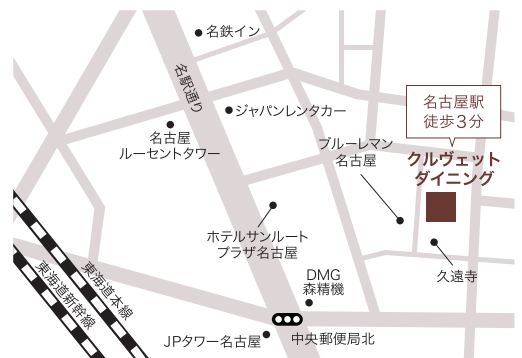 名鉄イン
名駅通り
ジャパンレンタカー
名古屋
ルーセントタワー
名古屋駅
徒歩3分
クルヴェット
ダイニング
ブルーレマン
名古屋
ホテルサンルート
プラザ名古屋
久遠寺
東海道本線
東海道新幹線
DMG
森精機
中央郵便局北
JPタワー名古屋